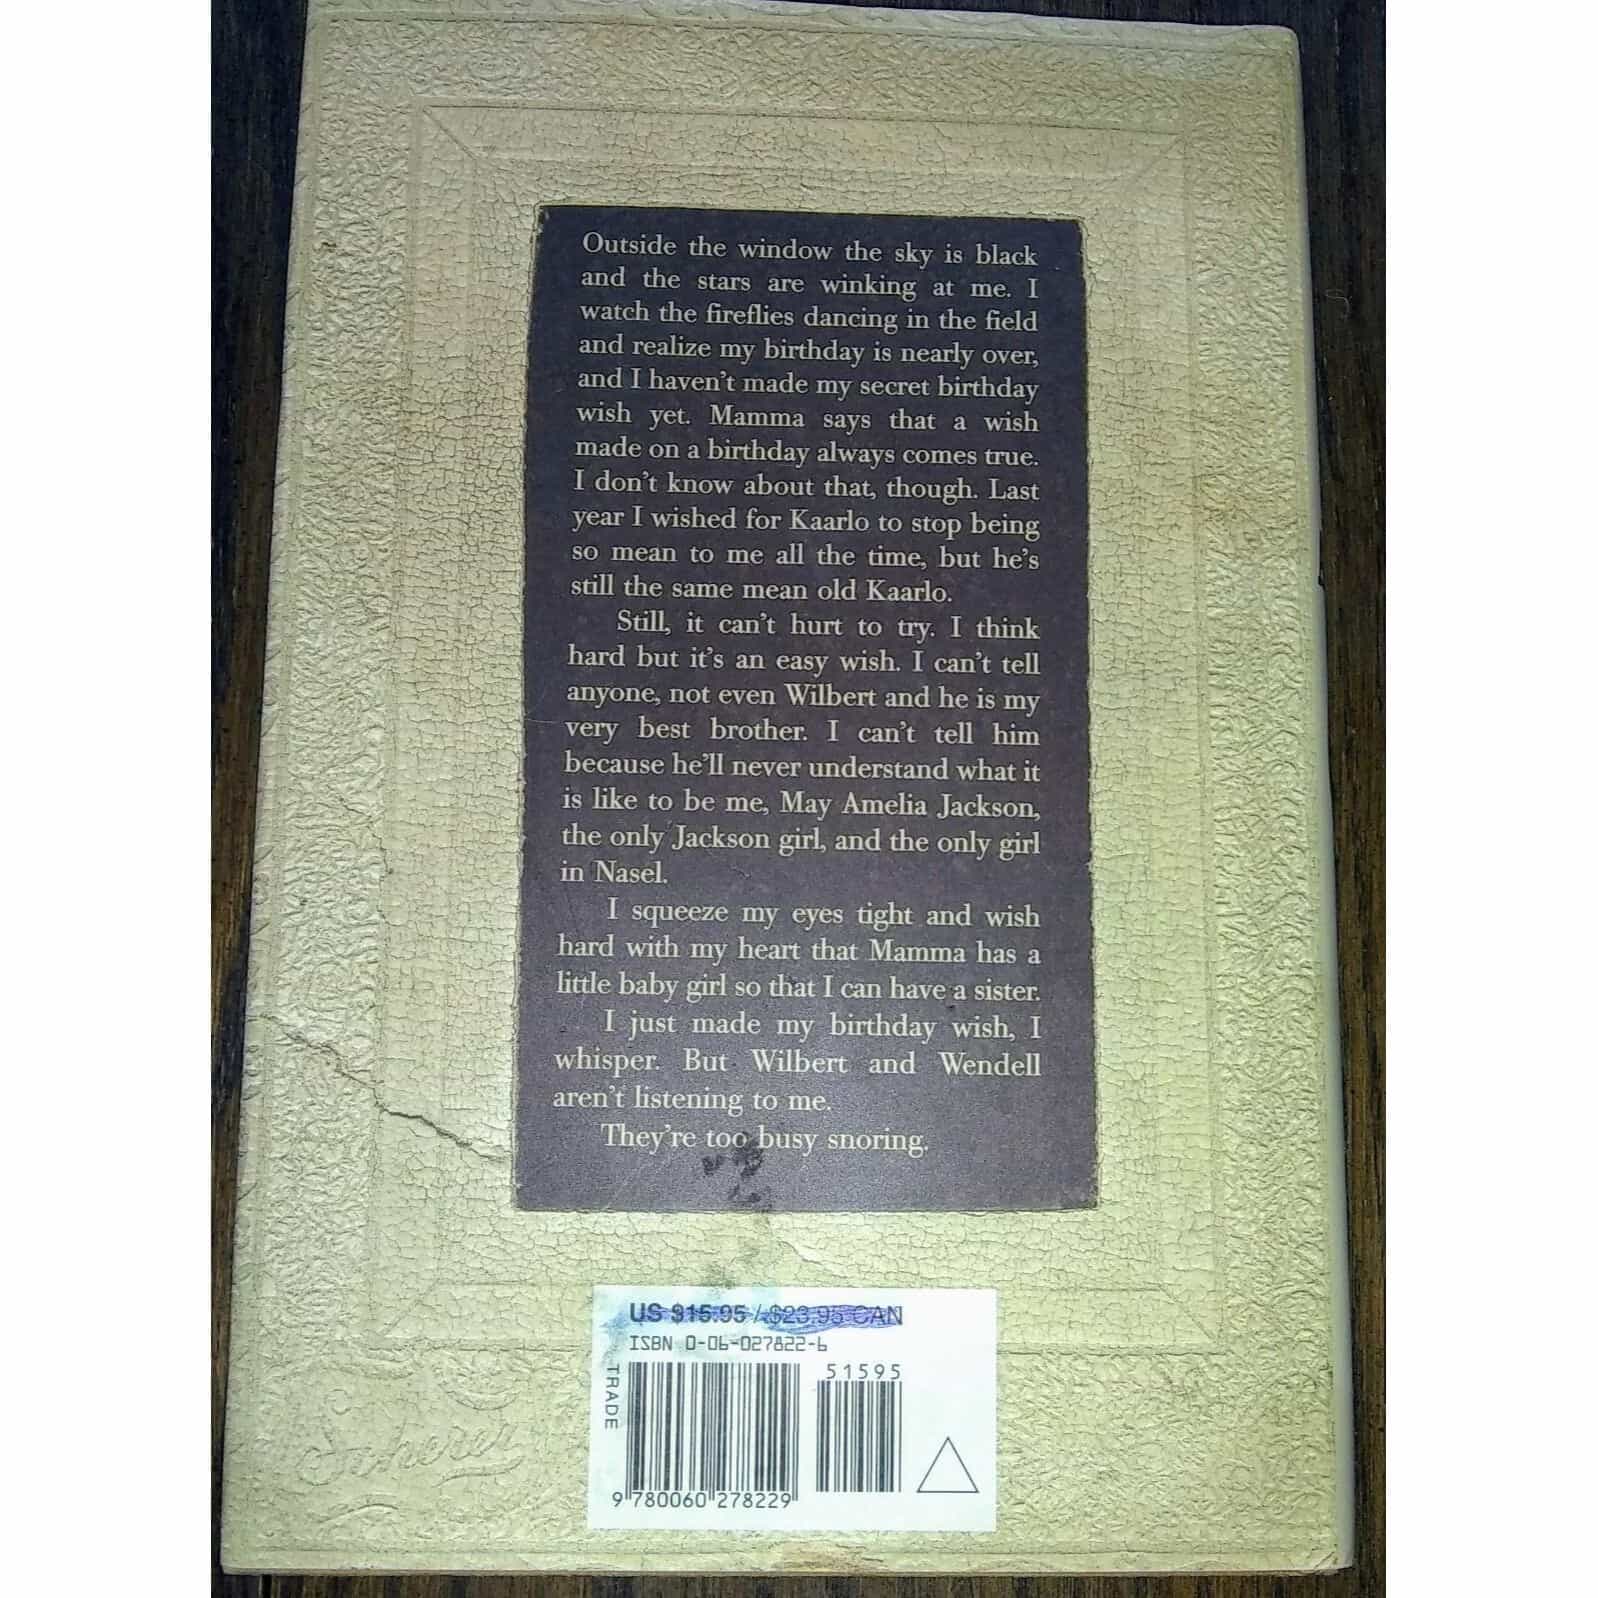 Outside the window the sky is black
and the stars are winking at me. I
watch the fireflies dancing in the field
and realize my birthday is nearly over,
and I haven't made my secret birthday
wish yet. Mamma says that a wish
made on a birthday always comes true.
I don't know about that, though. Last
year I wished for Kaarlo to stop being
so mean to me all the time, but he's
still the same mean old Kaarlo.
Still, it can't hurt to try. I think
hard but it's an easy wish. I can't tell
anyone, not even Wilbert and he is my
very best brother. I can't tell him
because he'll never understand what it
is like to be me, May Amelia Jackson,
the only Jackson girl, and the only girl
in Nasel.
I squeeze my eyes tight and wish
hard with my heart that Mamma has a
little baby girl so that I can have a sister.
I just made my birthday wish, I
whisper. But Wilbert and Wendell
aren't listening to me.
They're too busy snoring.
US $15.95 / $23.95 CAN
ISBN 0-06-027822-6
51595
TRADE
9 780060 278229